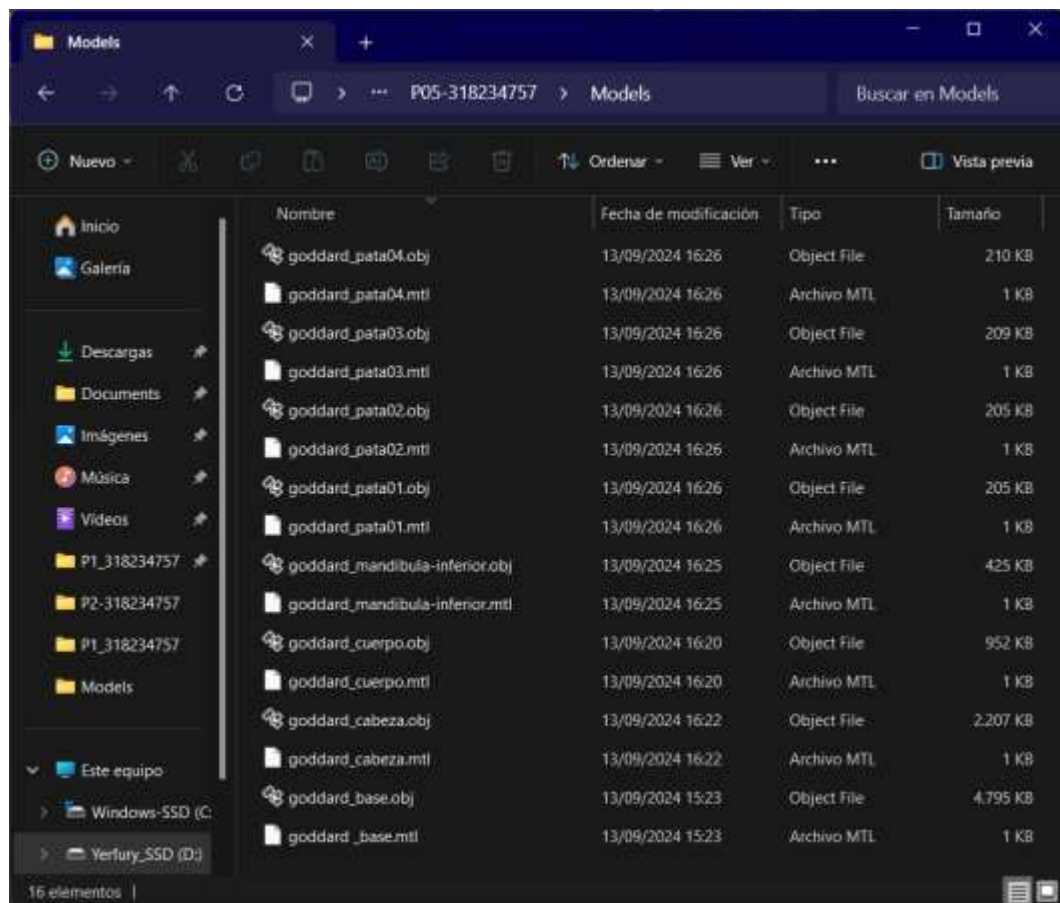 Models
P05-318234757 > Models
Buscar en Models
Nuevo
Ordenar
Ver
Vista previa
Inicio
Galería
Descargas
Documents
Imágenes
Música
Vídeos
P1_318234757
P2-318234757
P1_318234757
Models
Este equipo
Windows-SSD (C:
Yerfury_SSD (D:)
Nombre Fecha de modificación Tipo Tamaño
goddard_pata04.obj 13/09/2024 16:26 Object File 210 KB
goddard_pata04.mtl 13/09/2024 16:26 Archivo MTL 1 KB
goddard_pata03.obj 13/09/2024 16:26 Object File 209 KB
goddard_pata03.mtl 13/09/2024 16:26 Archivo MTL 1 KB
goddard_pata02.obj 13/09/2024 16:26 Object File 205 KB
goddard_pata02.mtl 13/09/2024 16:26 Archivo MTL 1 KB
goddard_pata01.obj 13/09/2024 16:26 Object File 205 KB
goddard_pata01.mtl 13/09/2024 16:26 Archivo MTL 1 KB
goddard_mandibula-inferior.obj 13/09/2024 16:25 Object File 425 KB
goddard_mandibula-inferior.mtl 13/09/2024 16:25 Archivo MTL 1 KB
goddard_cuerpo.obj 13/09/2024 16:20 Object File 952 KB
goddard_cuerpo.mtl 13/09/2024 16:20 Archivo MTL 1 KB
goddard_cabeza.obj 13/09/2024 16:22 Object File 2.207 KB
goddard_cabeza.mtl 13/09/2024 16:22 Archivo MTL 1 KB
goddard_base.obj 13/09/2024 15:23 Object File 4.795 KB
goddard _base.mtl 13/09/2024 15:23 Archivo MTL 1 KB
16 elementos